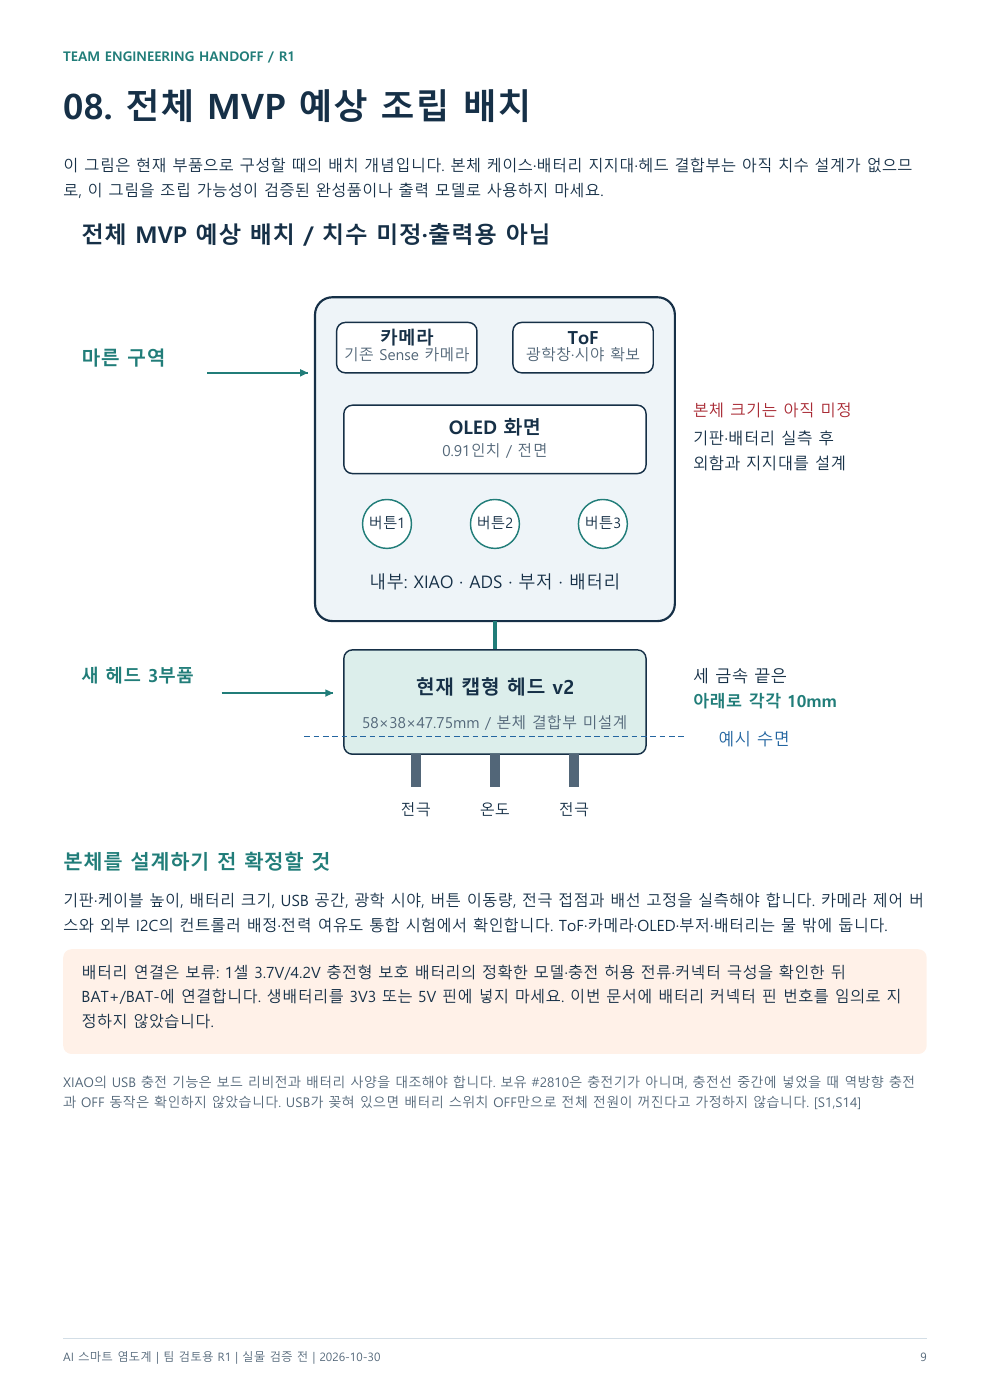 TEAM ENGINEERING HANDOFF / R1
08. 전체 MVP 예상 조립 배치
이 그림은 현재 부품으로 구성할 때의 배치 개념입니다. 본체 케이스·배터리 지지대·헤드 결합부는 아직 치수 설계가 없으므
로, 이 그림을 조립 가능성이 검증된 완성품이나 출력 모델로 사용하지 마세요.
전체 MVP 예상 배치 / 치수 미정·출력용 아님
마른 구역
카메라
기존 Sense 카메라
ToF
광학창·시야 확보
OLED 화면
0.91인치 / 전면
본체 크기는 아직 미정
기판·배터리 실측 후
외함과 지지대를 설계
버튼1
버튼2
버튼3
내부: XIAO · ADS · 부저 · 배터리
새 헤드 3부품
현재 캡형 헤드 v2
58×38×47.75mm / 본체 결합부 미설계
세 금속 끝은
아래로 각각 10mm
예시 수면
전극
온도
전극
본체를 설계하기 전 확정할 것
기판·케이블 높이, 배터리 크기, USB 공간, 광학 시야, 버튼 이동량, 전극 접점과 배선 고정을 실측해야 합니다. 카메라 제어 버
스와 외부 I2C의 컨트롤러 배정·전력 여유도 통합 시험에서 확인합니다. ToF·카메라·OLED·부저·배터리는 물 밖에 둡니다.
배터리 연결은 보류: 1셀 3.7V/4.2V 충전형 보호 배터리의 정확한 모델·충전 허용 전류·커넥터 극성을 확인한 뒤
BAT+/BAT-에 연결합니다. 생배터리를 3V3 또는 5V 핀에 넣지 마세요. 이번 문서에 배터리 커넥터 핀 번호를 임의로 지
정하지 않았습니다.
XIAO의 USB 충전 기능은 보드 리비전과 배터리 사양을 대조해야 합니다. 보유 #2810은 충전기가 아니며, 충전선 중간에 넣었을 때 역방향 충전
과 OFF 동작은 확인하지 않았습니다. USB가 꽂혀 있으면 배터리 스위치 OFF만으로 전체 전원이 꺼진다고 가정하지 않습니다. [S1,S14]
AI 스마트 염도계 | 팀 검토용 R1 | 실물 검증 전 | 2026-10-30
9